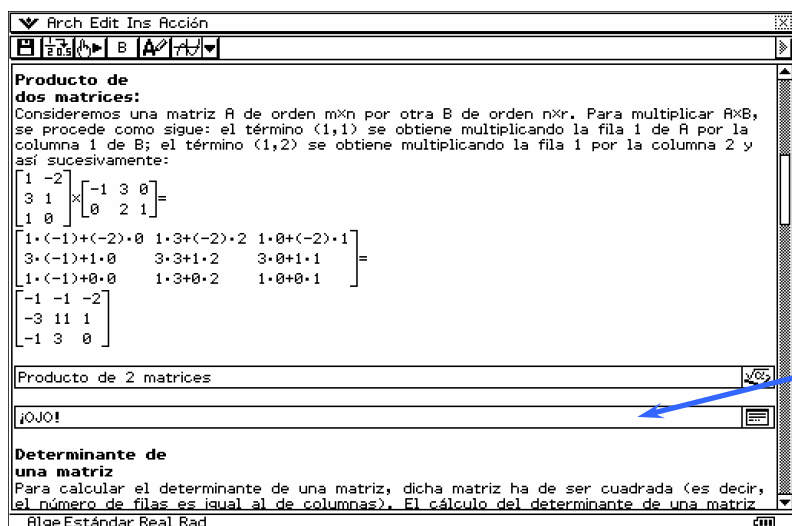 Arch Edit Ins Acción
B
Producto de
dos matrices:
Consideremos una matriz A de orden m×n por otra B de orden n×r. Para multiplicar A×B,
se procede como sigue: el término (1,1) se obtiene multiplicando la fila 1 de A por la
columna 1 de B; el término (1,2) se obtiene multiplicando la fila 1 por la columna 2 y
así sucesivamente:
[1 -2
3 1
1 0]×[-1 3 0
0 2 1]=
[1·(-1)+(-2)·0 1·3+(-2)·2 1·0+(-2)·1
3·(-1)+1·0 3·3+1·2 3·0+1·1
1·(-1)+0·0 1·3+0·2 1·0+0·1]=
[-1 -1 -2
-3 11 1
-1 3 0]
Producto de 2 matrices
¡OJO!
Determinante de
una matriz
Para calcular el determinante de una matriz, dicha matriz ha de ser cuadrada (es decir,
el número de filas es igual al de columnas). El cálculo del determinante de una matriz
Alge Estándar Real Rad